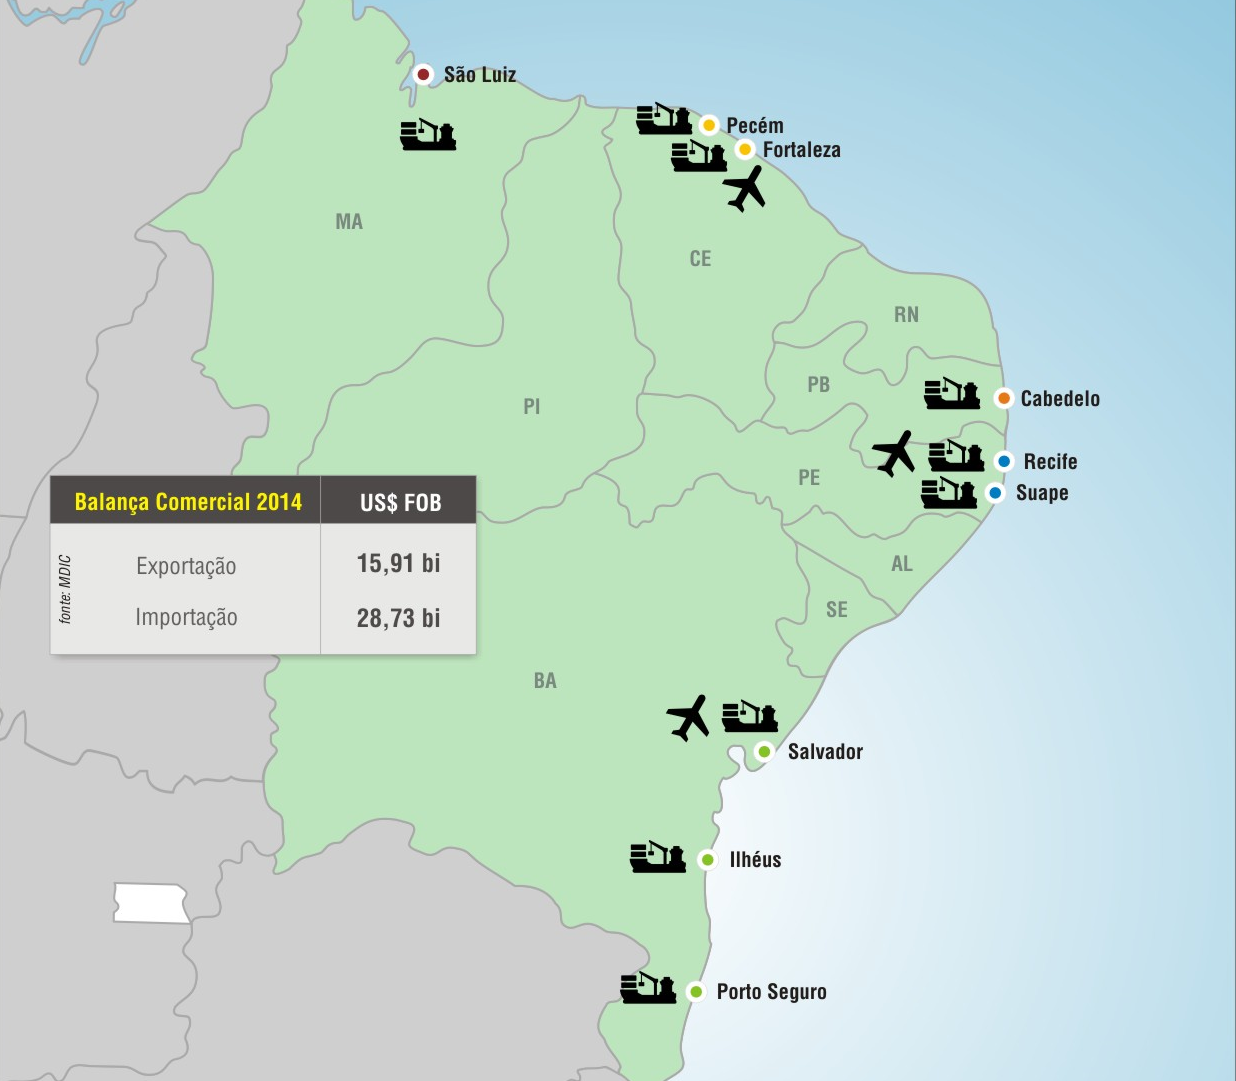 São Luiz
Pecém
Fortaleza
MA
CE
RN
PB
PI
Cabedelo
Recife
PE
Suape
Balança Comercial 2014 US$ FOB
Exportação 15,91 bi
Importação 28,73 bi
fonte: MDIC
AL
SE
BA
Salvador
Ilhéus
Porto Seguro